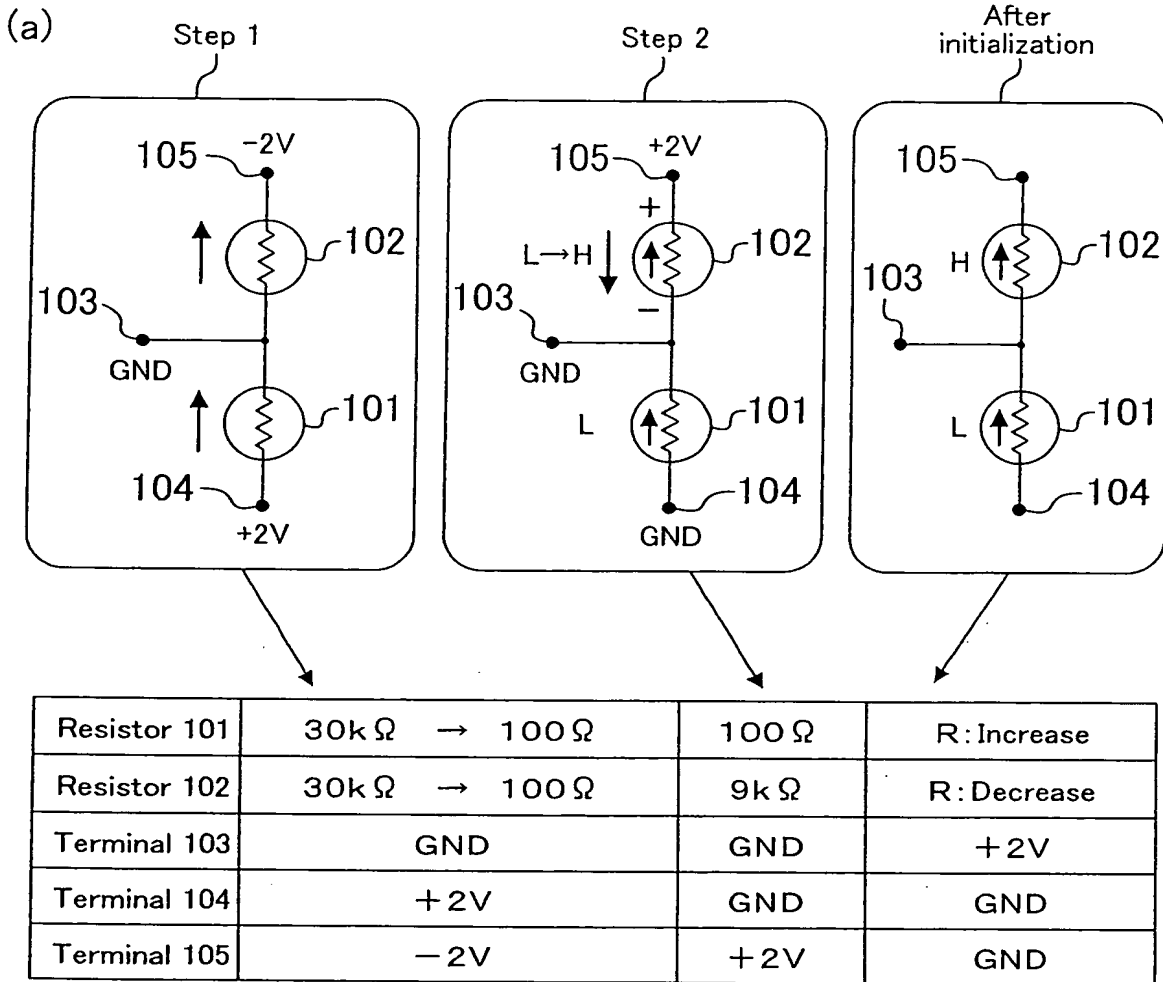 (a)
Step 1
Step 2
After
initialization
-2V
105
102
103
GND
101
104
+2V
+2V
105
+
L→H
102
−
103
GND
L
101
104
GND
105
H
102
103
L
101
104
Resistor 101 30kΩ → 100Ω 100Ω R:Increase
Resistor 102 30kΩ → 100Ω 9kΩ R:Decrease
Terminal 103 GND GND +2V
Terminal 104 +2V GND GND
Terminal 105 −2V +2V GND